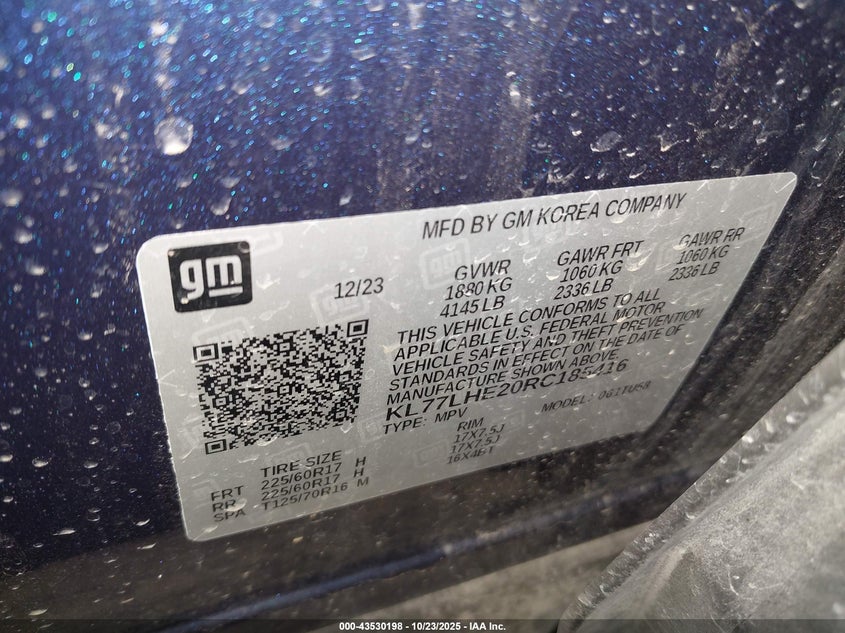 gm
MFD BY GM KOREA COMPANY
12/23
GVWR
1880 KG
4145 LB
GAWR FRT
1060 KG
2336 LB
GAWR RR
1060 KG
2336 LB
THIS VEHICLE CONFORMS TO ALL
APPLICABLE U.S. FEDERAL MOTOR
VEHICLE SAFETY AND THEFT PREVENTION
STANDARDS IN EFFECT ON THE DATE OF
MANUFACTURE SHOWN ABOVE.
KL77LHE20RC185416
TYPE: MPV
MODEL: 0G1TU58
TIRE SIZE
RIM
FRT 225/60R17 H 17X7.5J
RR 225/60R17 H 17X7.5J
SPA T125/70R16 M 16X4BT
000-43530198 - 10/23/2025 - IAA Inc.